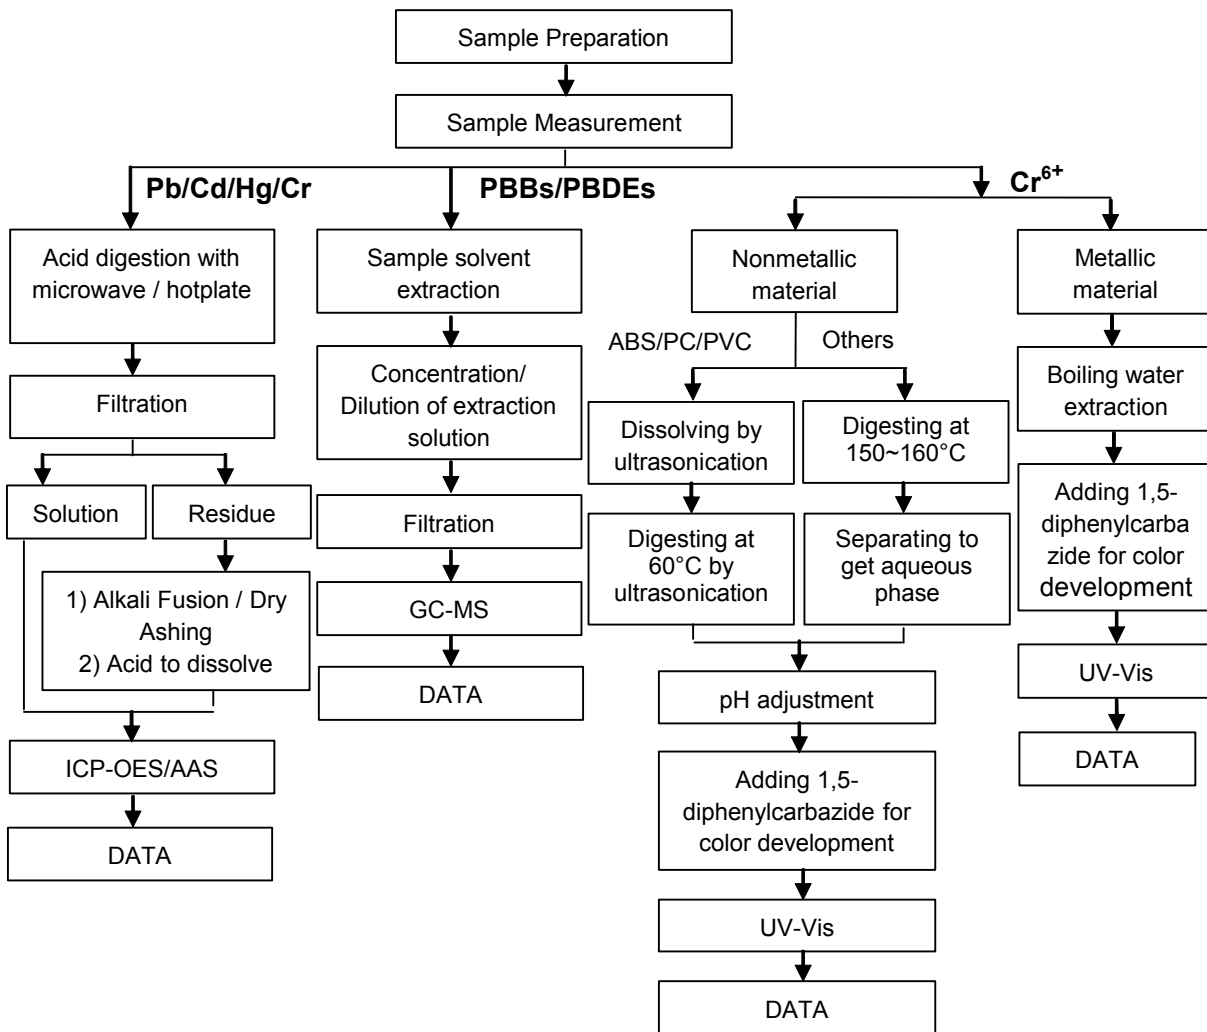 Sample Preparation
Sample Measurement
Pb/Cd/Hg/Cr
PBBs/PBDEs
Cr⁶⁺
Acid digestion with
microwave / hotplate
Filtration
Solution
Residue
1) Alkali Fusion / Dry
Ashing
2) Acid to dissolve
ICP-OES/AAS
DATA
Sample solvent
extraction
Concentration/
Dilution of extraction
solution
Filtration
GC-MS
DATA
Nonmetallic
material
ABS/PC/PVC
Others
Dissolving by
ultrasonication
Digesting at
60°C by
ultrasonication
Digesting at
150~160°C
Separating to
get aqueous
phase
pH adjustment
Adding 1,5-
diphenylcarbazide for
color development
UV-Vis
DATA
Metallic
material
Boiling water
extraction
Adding 1,5-
diphenylcarba
zide for color
development
UV-Vis
DATA